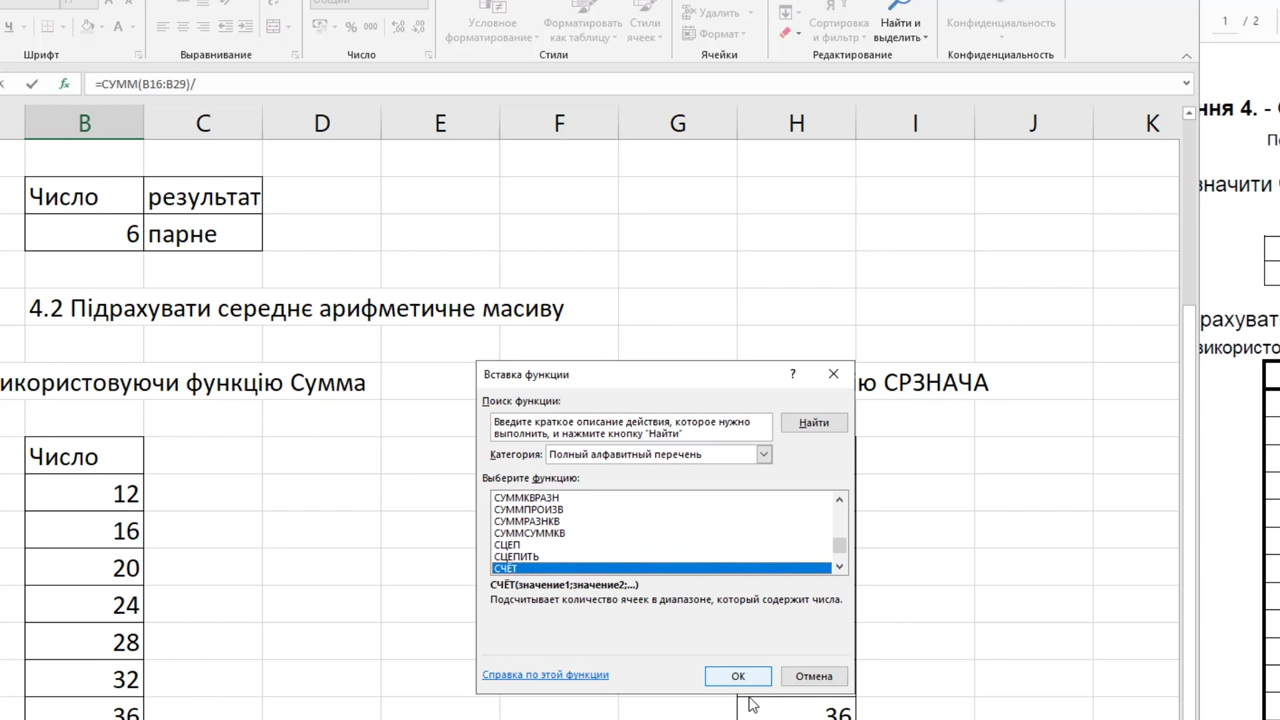 Общий
Ч
Условное
форматирование
Форматировать
как таблицу
Стили
ячеек
Удалить
Формат
Сортировка
и фильтр
Найти и
выделить
Конфиденциальность
% 000
Шрифт
Выравнивание
Число
Стили
Ячейки
Редактирование
Конфиденциальность
1 / 2
fx =СУММ(B16:B29)/
B C D E F G H I J K
ння 4. -
Число результат
6 парне
значити
4.2 Підрахувати середнє арифметичне масиву
рахувати
використо
икористовуючи функцію Сумма
ю СРЗНАЧА
Вставка функции
?
Поиск функции:
Введите краткое описание действия, которое нужно
выполнить, и нажмите кнопку "Найти"
Найти
Категория: Полный алфавитный перечень
Выберите функцию:
СУММКВРАЗН
СУММПРОИЗВ
СУММРАЗНКВ
СУММСУММКВ
СЦЕП
СЦЕПИТЬ
СЧЁТ
СЧЁТ(значение1;значение2;...)
Подсчитывает количество ячеек в диапазоне, который содержит числа.
Справка по этой функции
ОК
Отмена
Число
12
16
20
24
28
32
36
36